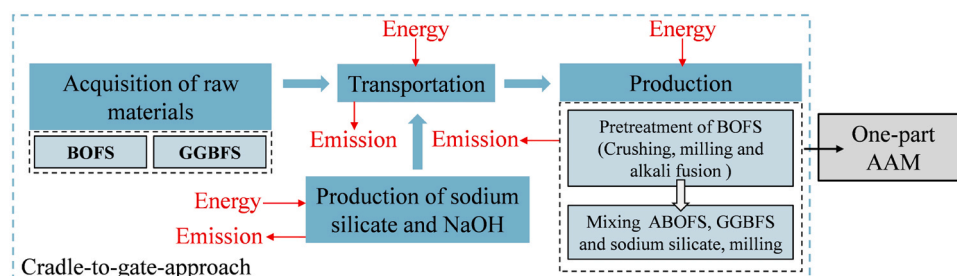 Energy
Energy
Acquisition of raw
materials
Transportation
Production
BOFS
GGBFS
Emission
Emission
Pretreatment of BOFS
(Crushing, milling and
alkali fusion )
One-part
AAM
Energy
Emission
Production of sodium
silicate and NaOH
Mixing ABOFS, GGBFS
and sodium silicate, milling
Cradle-to-gate-approach